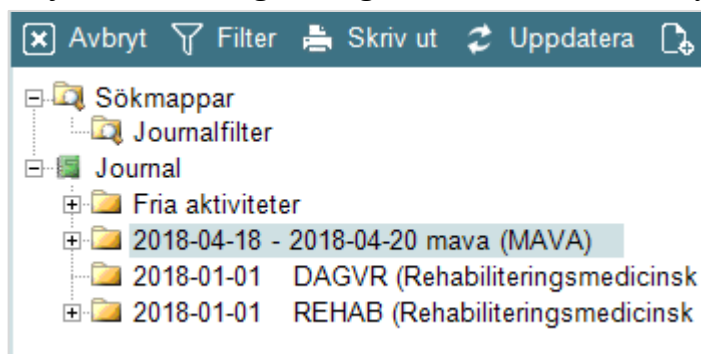 Avbryt Filter Skriv ut Uppdatera
Sökmappar
Journalfilter
Journal
Fria aktiviteter
2018-04-18 - 2018-04-20 mava (MAVA)
2018-01-01 DAGVR (Rehabiliteringsmedicinsk
2018-01-01 REHAB (Rehabiliteringsmedicinsk